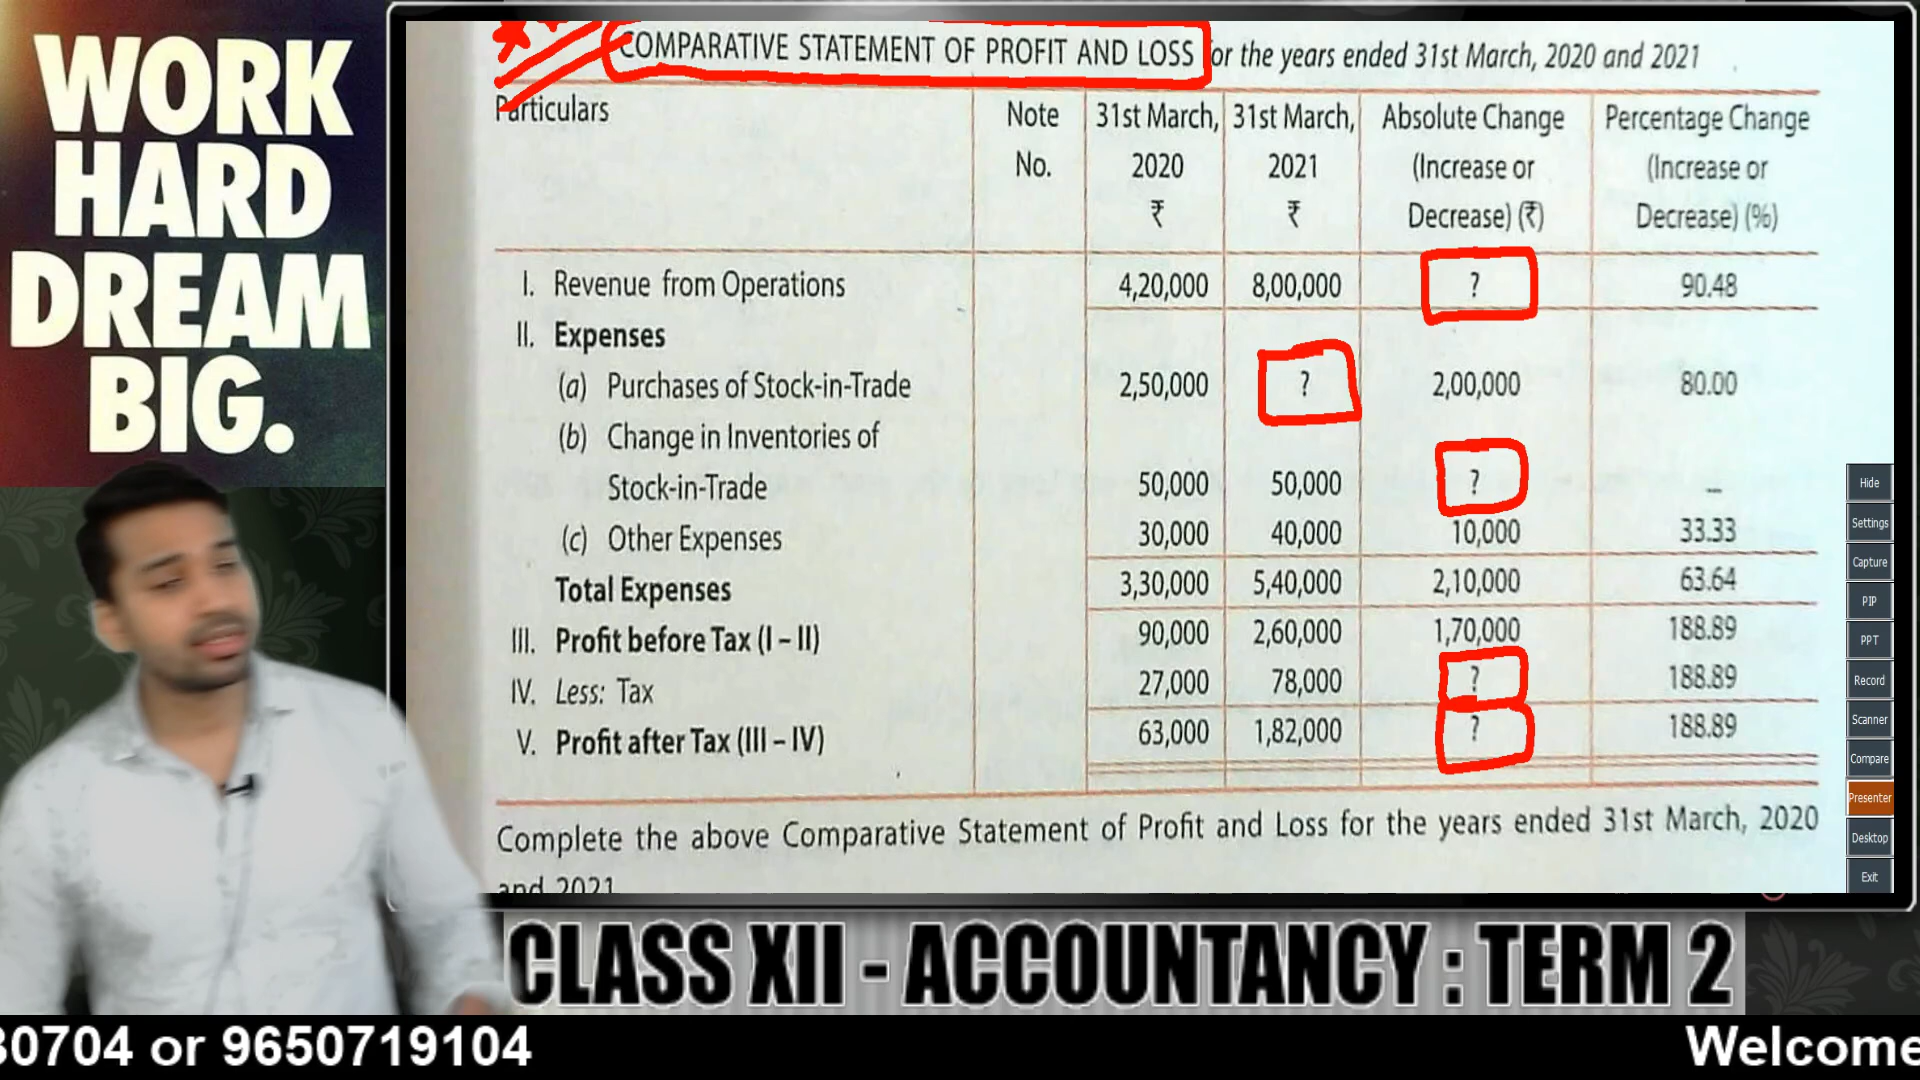 WORK
HARD
DREAM
BIG.
COMPARATIVE STATEMENT OF PROFIT AND LOSS or the years ended 31st March, 2020 and 2021
Particulars Note No. 31st March, 2020 ₹ 31st March, 2021 ₹ Absolute Change (Increase or Decrease) (₹) Percentage Change (Increase or Decrease) (%)
I. Revenue from Operations 4,20,000 8,00,000 ? 90.48
II. Expenses
(a) Purchases of Stock-in-Trade 2,50,000 ? 2,00,000 80.00
(b) Change in Inventories of
Stock-in-Trade 50,000 50,000 ? —
(c) Other Expenses 30,000 40,000 10,000 33.33
Total Expenses 3,30,000 5,40,000 2,10,000 63.64
III. Profit before Tax (I – II) 90,000 2,60,000 1,70,000 188.89
IV. Less: Tax 27,000 78,000 ? 188.89
V. Profit after Tax (III – IV) 63,000 1,82,000 ? 188.89
Complete the above Comparative Statement of Profit and Loss for the years ended 31st March, 2020
and 2021
Hide
Settings
Capture
PIP
PPT
Record
Scanner
Compare
Presenter
Desktop
Exit
CLASS XII - ACCOUNTANCY : TERM 2
30704 or 9650719104
Welcome